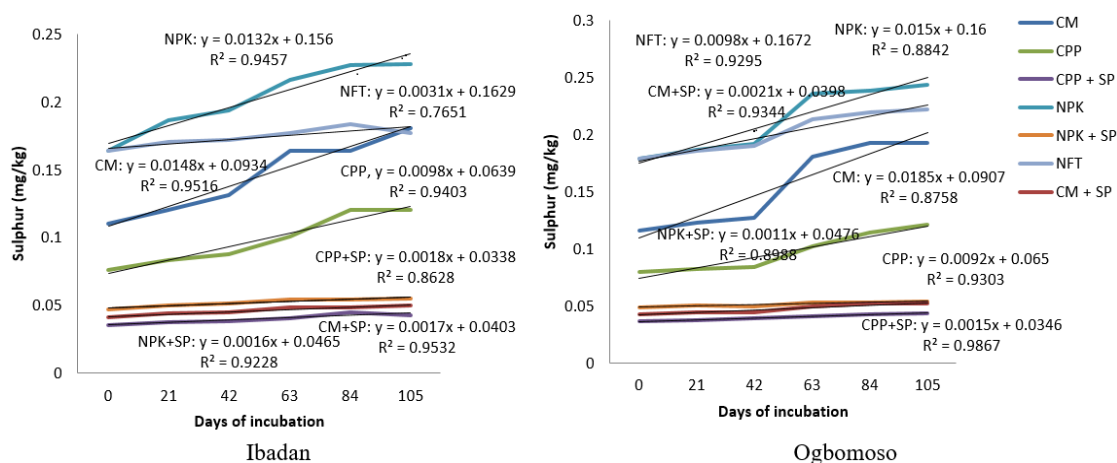 0.25
0.2
0.15
0.1
0.05
0
Sulphur (mg/kg)
NPK: y = 0.0132x + 0.156
R² = 0.9457
NFT: y = 0.0031x + 0.1629
R² = 0.7651
CM: y = 0.0148x + 0.0934
R² = 0.9516
CPP, y = 0.0098x + 0.0639
R² = 0.9403
CPP+SP: y = 0.0018x + 0.0338
R² = 0.8628
CM+SP: y = 0.0017x + 0.0403
R² = 0.9532
NPK+SP: y = 0.0016x + 0.0465
R² = 0.9228
0 21 42 63 84 105
Days of incubation
Ibadan
0.3
0.25
0.2
0.15
0.1
0.05
0
Sulphur (mg/kg)
NFT: y = 0.0098x + 0.1672
R² = 0.9295
NPK: y = 0.015x + 0.16
R² = 0.8842
CM+SP: y = 0.0021x + 0.0398
R² = 0.9344
CM: y = 0.0185x + 0.0907
R² = 0.8758
NPK+SP: y = 0.0011x + 0.0476
R² = 0.8988
CPP: y = 0.0092x + 0.065
R² = 0.9303
CPP+SP: y = 0.0015x + 0.0346
R² = 0.9867
0 21 42 63 84 105
Days of incubation
Ogbomoso
CM
CPP
CPP + SP
NPK
NPK + SP
NFT
CM + SP